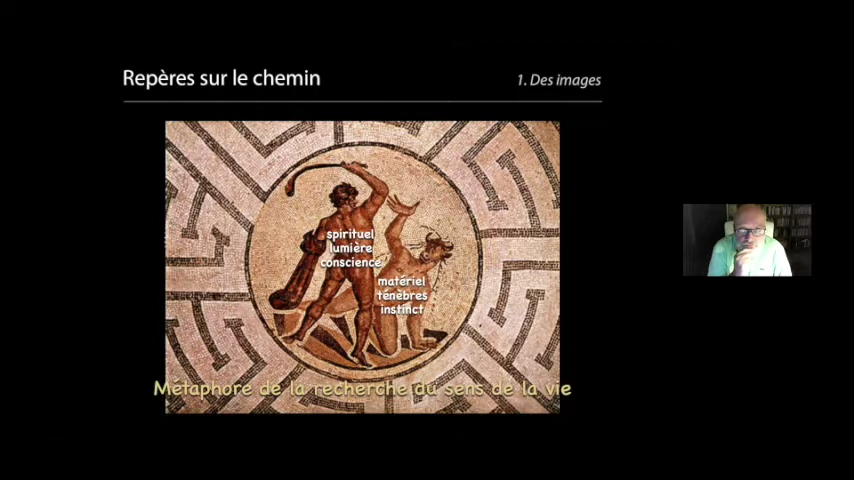 Repères sur le chemin
1. Des images
spirituel
lumière
conscience
matériel
ténèbres
instinct
Métaphore de la recherche du sens de la vie